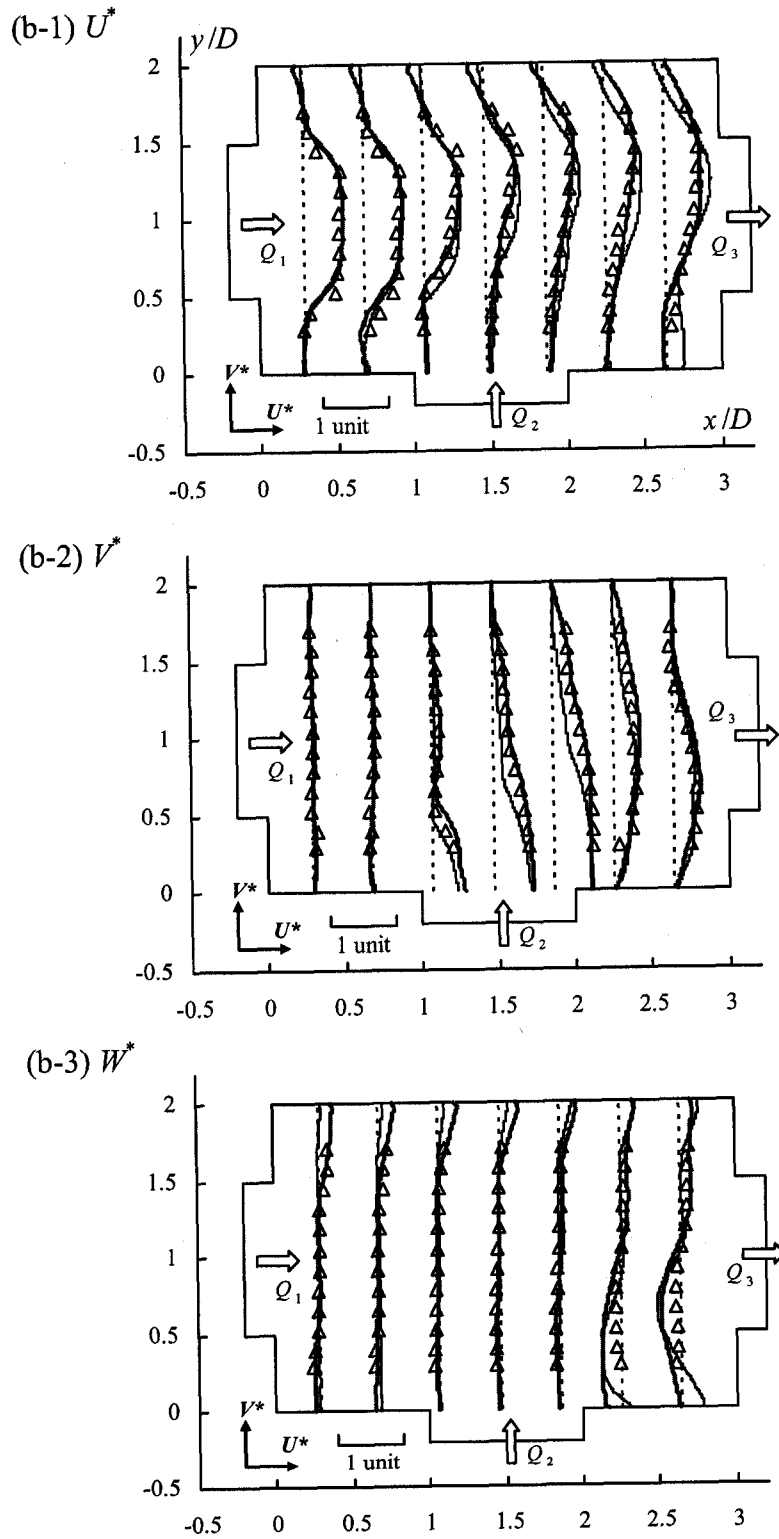 (b-1) U*
y/D
2
1.5
1
Q₁
Q₃
0.5
0
V*
U*
1 unit
Q₂
x/D
-0.5
-0.5 0 0.5 1 1.5 2 2.5 3
(b-2) V*
2
1.5
1
Q₁
Q₃
0.5
0
V*
U*
1 unit
Q₂
-0.5
-0.5 0 0.5 1 1.5 2 2.5 3
(b-3) W*
2
1.5
1
Q₁
Q₃
0.5
0
V*
U*
1 unit
Q₂
-0.5
-0.5 0 0.5 1 1.5 2 2.5 3